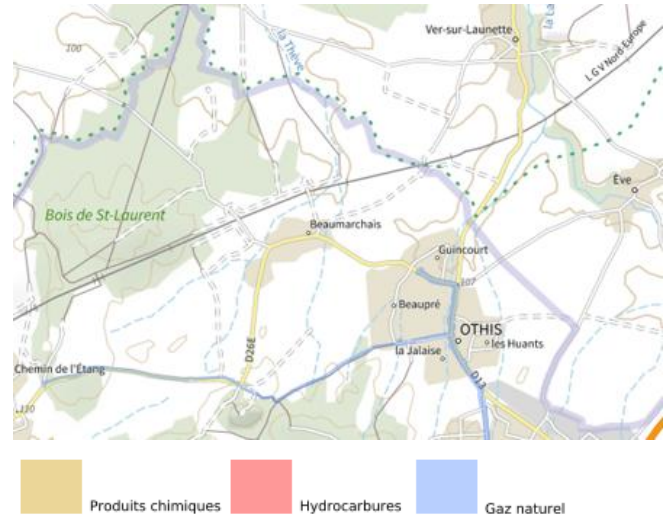 100
la Thève
Ver-sur-Launette
LGV Nord-Europe
Ève
Bois de St-Laurent
Beaumarchais
Guincourt
107
Beaupré
OTHIS
les Huants
la Jalaise
D26E
D13
Chemin de l'Étang
110
Produits chimiques Hydrocarbures Gaz naturel